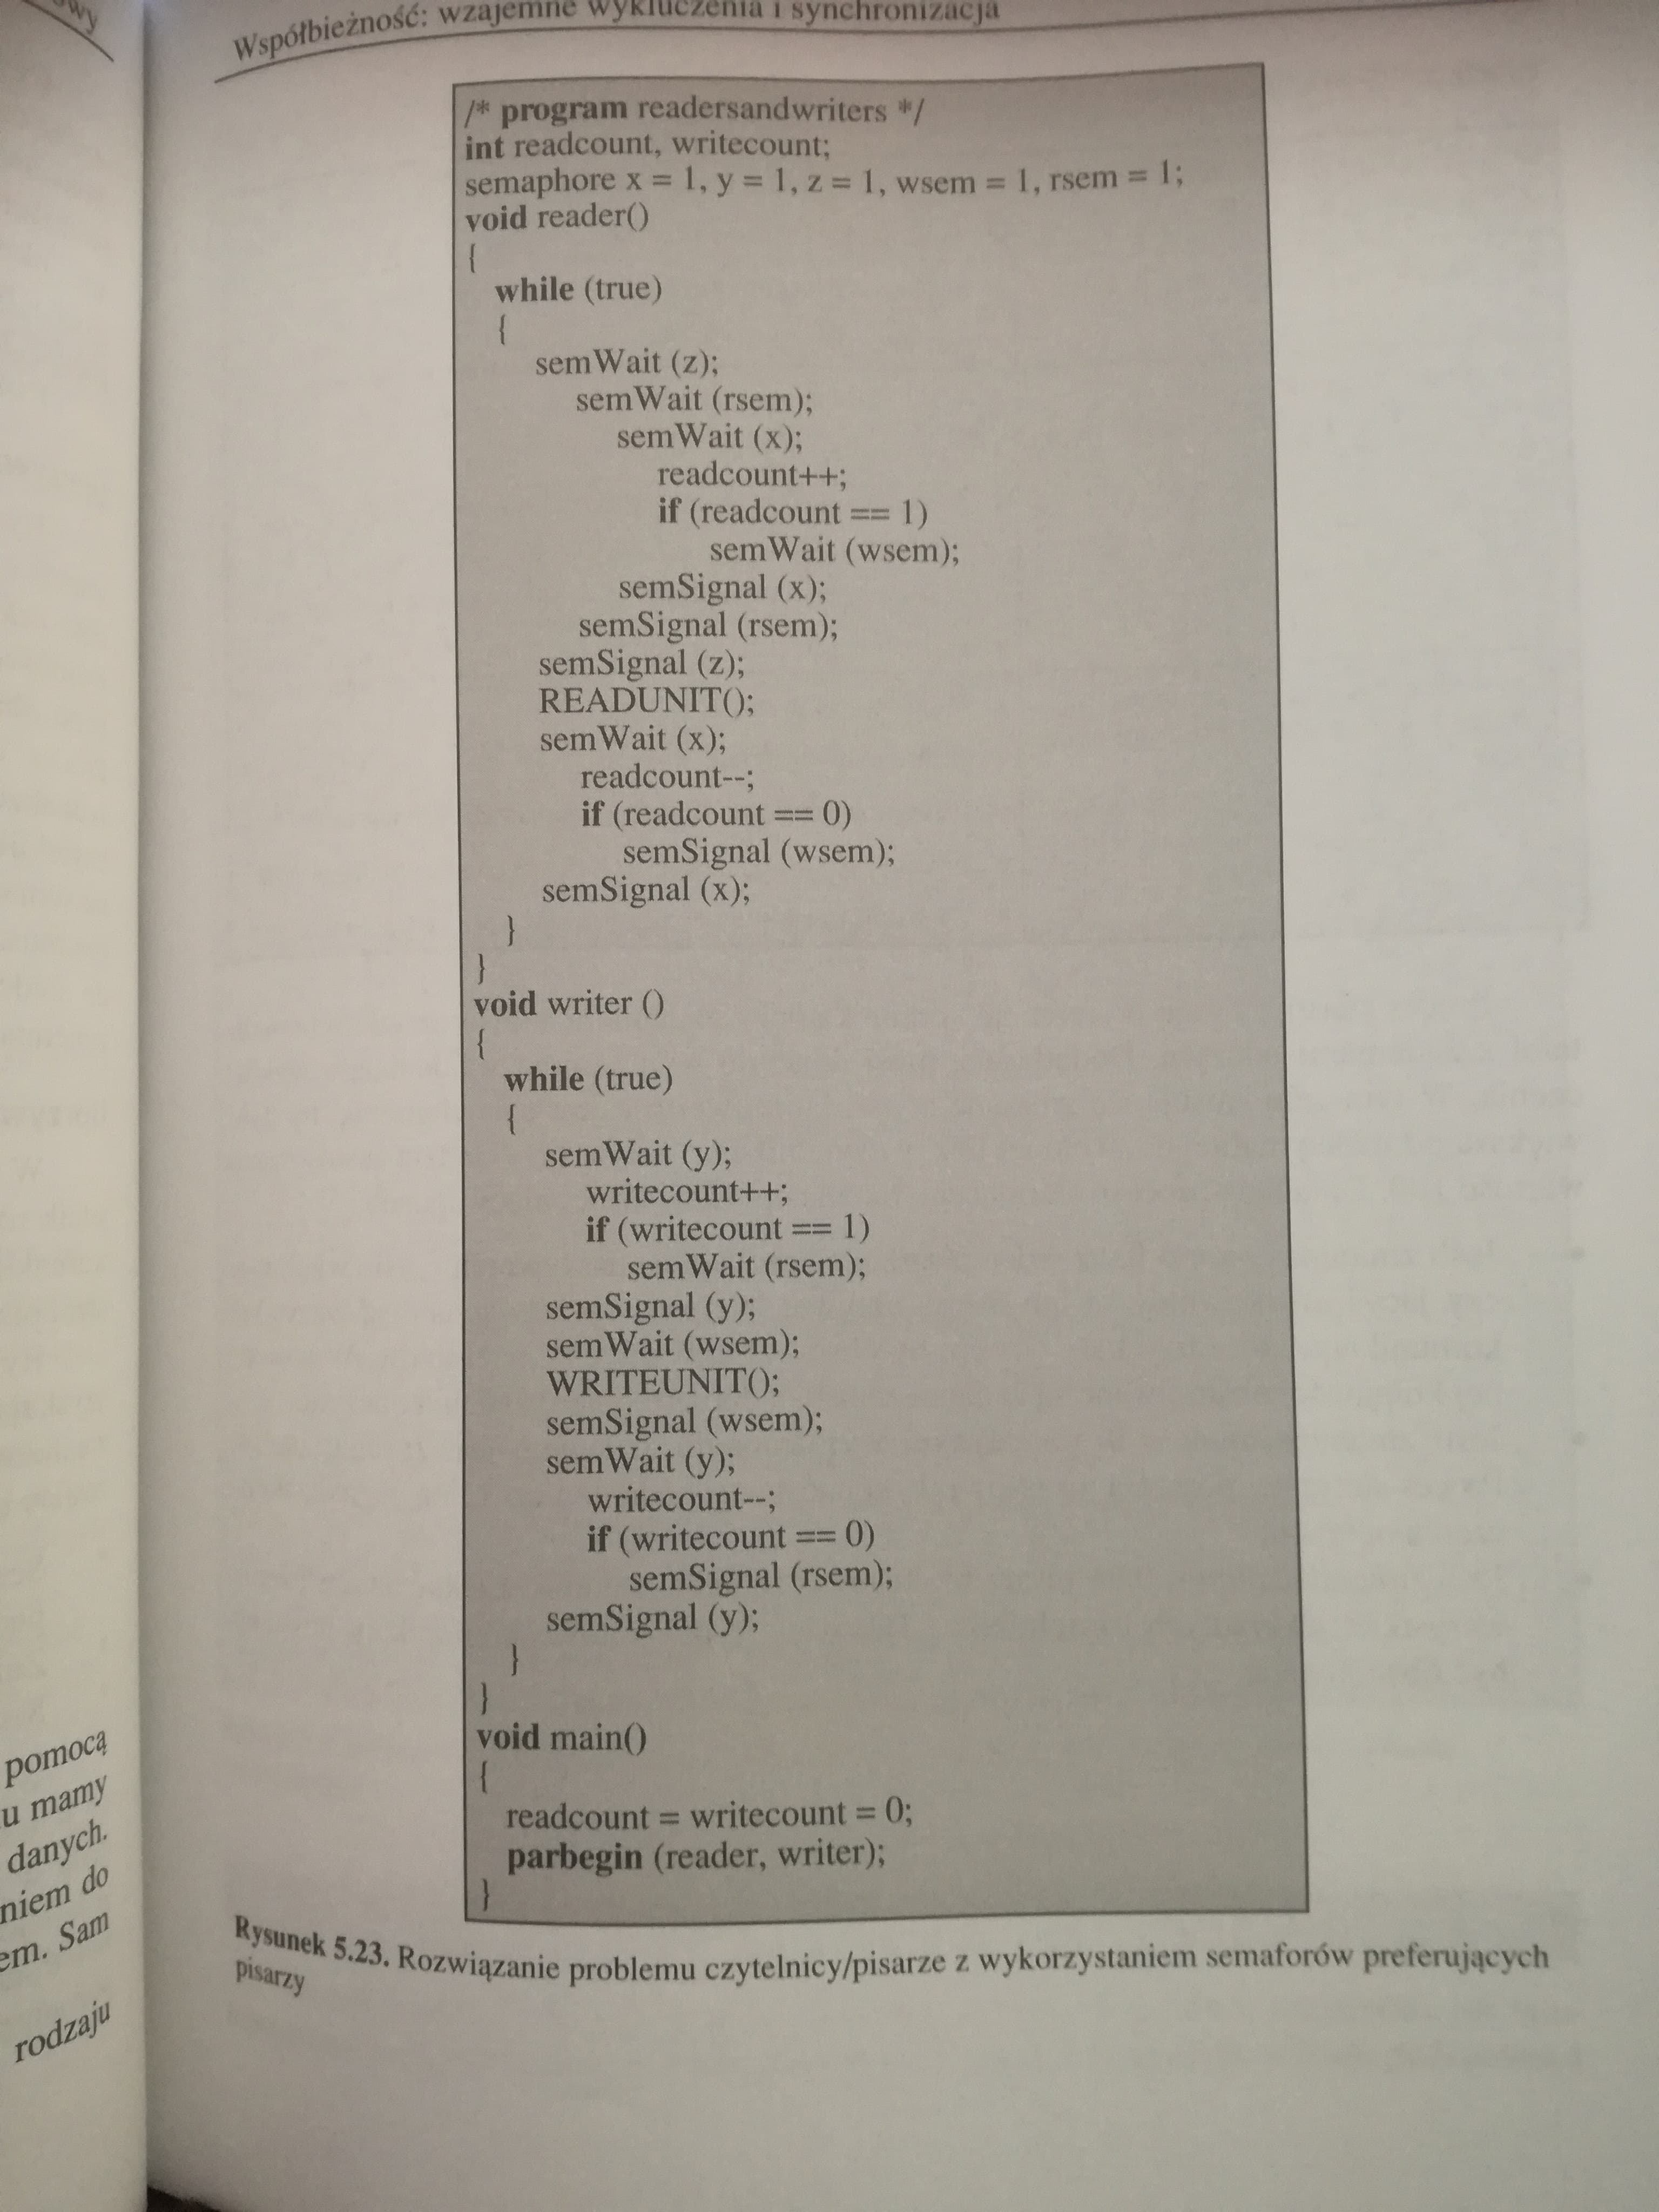 Współbieżność: wzajemne wykluczenia i synchronizacja
/* program readersandwriters */
int readcount, writecount;
semaphore x = 1, y = 1, z = 1, wsem = 1, rsem = 1;
void reader()
{
while (true)
{
semWait (z);
semWait (rsem);
semWait (x);
readcount++;
if (readcount == 1)
semWait (wsem);
semSignal (x);
semSignal (rsem);
semSignal (z);
READUNIT();
semWait (x);
readcount--;
if (readcount == 0)
semSignal (wsem);
semSignal (x);
}
}
void writer ()
{
while (true)
{
semWait (y);
writecount++;
if (writecount == 1)
semWait (rsem);
semSignal (y);
semWait (wsem);
WRITEUNIT();
semSignal (wsem);
semWait (y);
writecount--;
if (writecount == 0)
semSignal (rsem);
semSignal (y);
}
}
void main()
{
readcount = writecount = 0;
parbegin (reader, writer);
}
Rysunek 5.23. Rozwiązanie problemu czytelnicy/pisarze z wykorzystaniem semaforów preferujących
pisarzy
pomocą
u mamy
danych.
niem do
em. Sam
rodzaju